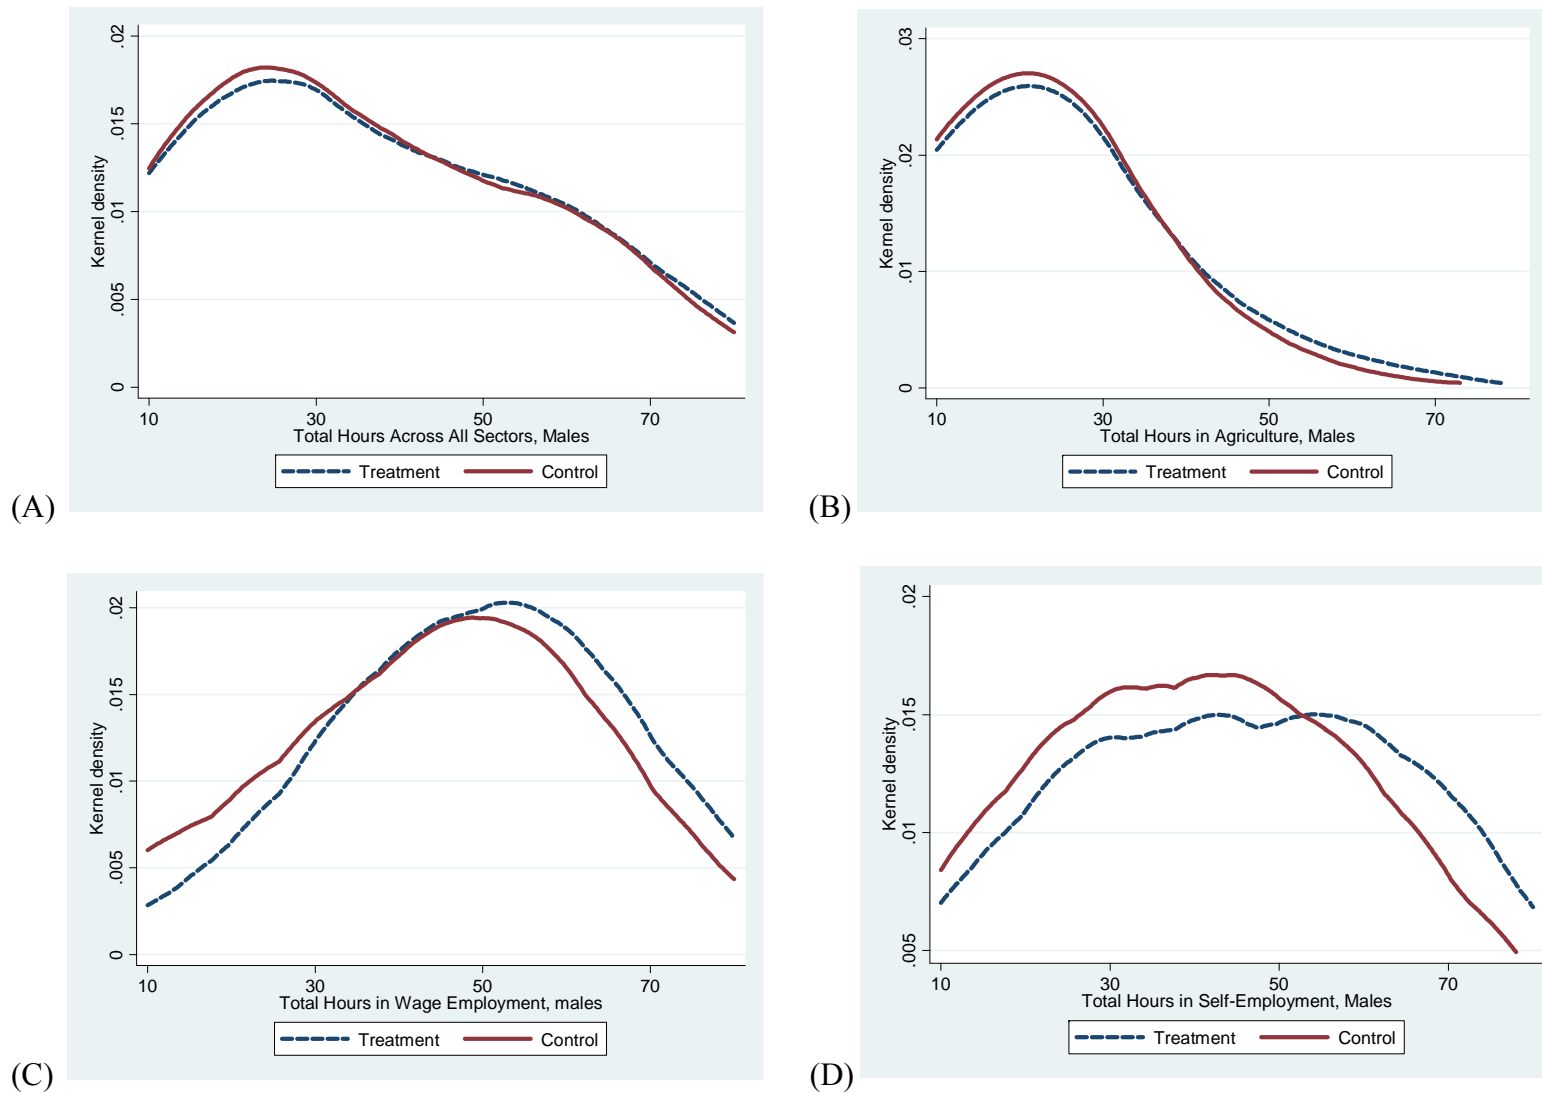 .02
.015
.01
.005
0
Kernel density
10 30 50 70
Total Hours Across All Sectors, Males
Treatment Control
(A)
.03
.02
.01
0
Kernel density
10 30 50 70
Total Hours in Agriculture, Males
Treatment Control
(B)
.02
.015
.01
.005
0
Kernel density
10 30 50 70
Total Hours in Wage Employment, males
Treatment Control
(C)
.02
.015
.01
.005
Kernel density
10 30 50 70
Total Hours in Self-Employment, Males
Treatment Control
(D)